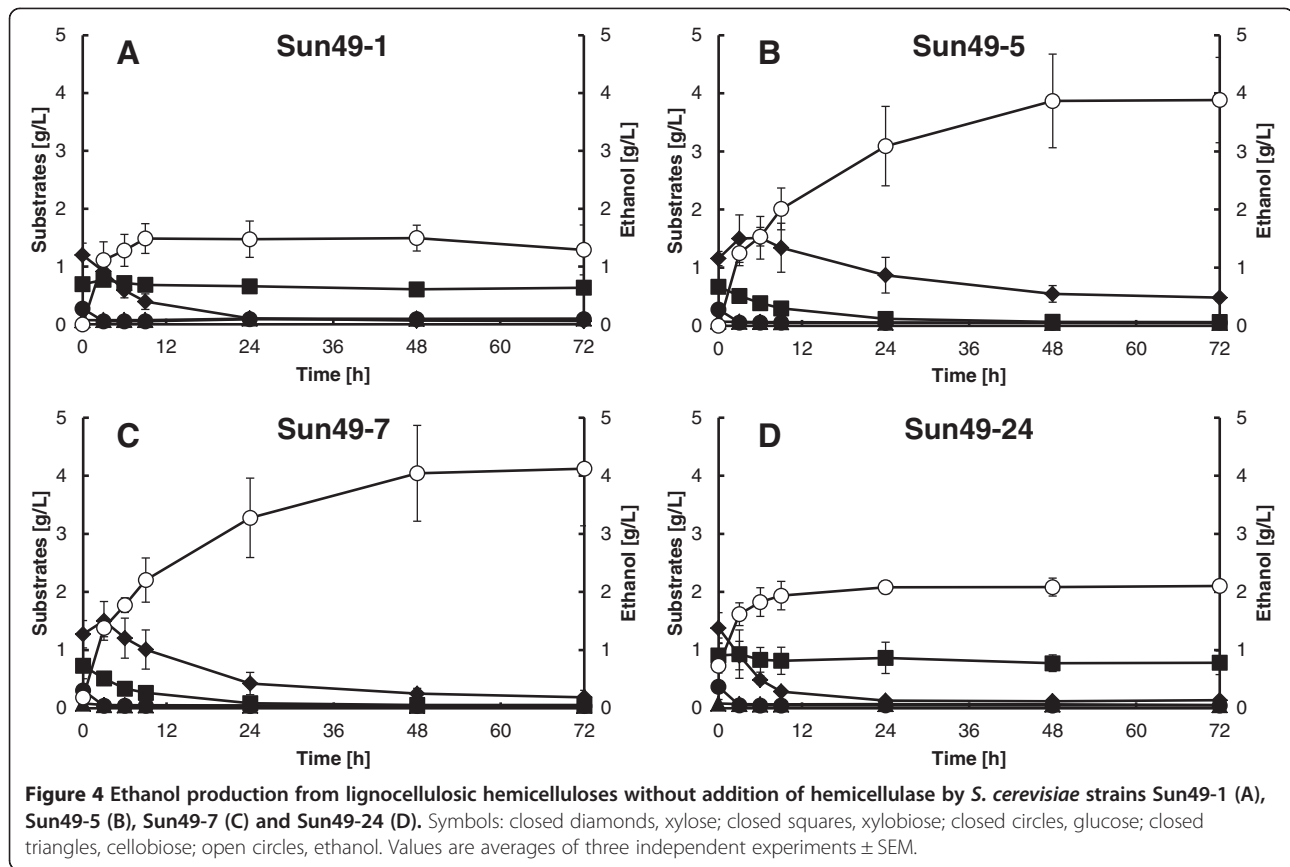 A Sun49-1
5
4
3
2
1
0
Substrates [g/L]
5
4
3
2
1
0
Ethanol [g/L]
0 12 24 36 48 60 72
Time [h]
B Sun49-5
5
4
3
2
1
0
Substrates [g/L]
5
4
3
2
1
0
Ethanol [g/L]
0 12 24 36 48 60 72
Time [h]
C Sun49-7
5
4
3
2
1
0
Substrates [g/L]
5
4
3
2
1
0
Ethanol [g/L]
0 12 24 36 48 60 72
Time [h]
D Sun49-24
5
4
3
2
1
0
Substrates [g/L]
5
4
3
2
1
0
Ethanol [g/L]
0 12 24 36 48 60 72
Time [h]
Figure 4 Ethanol production from lignocellulosic hemicelluloses without addition of hemicellulase by S. cerevisiae strains Sun49-1 (A),
Sun49-5 (B), Sun49-7 (C) and Sun49-24 (D). Symbols: closed diamonds, xylose; closed squares, xylobiose; closed circles, glucose; closed
triangles, cellobiose; open circles, ethanol. Values are averages of three independent experiments ± SEM.